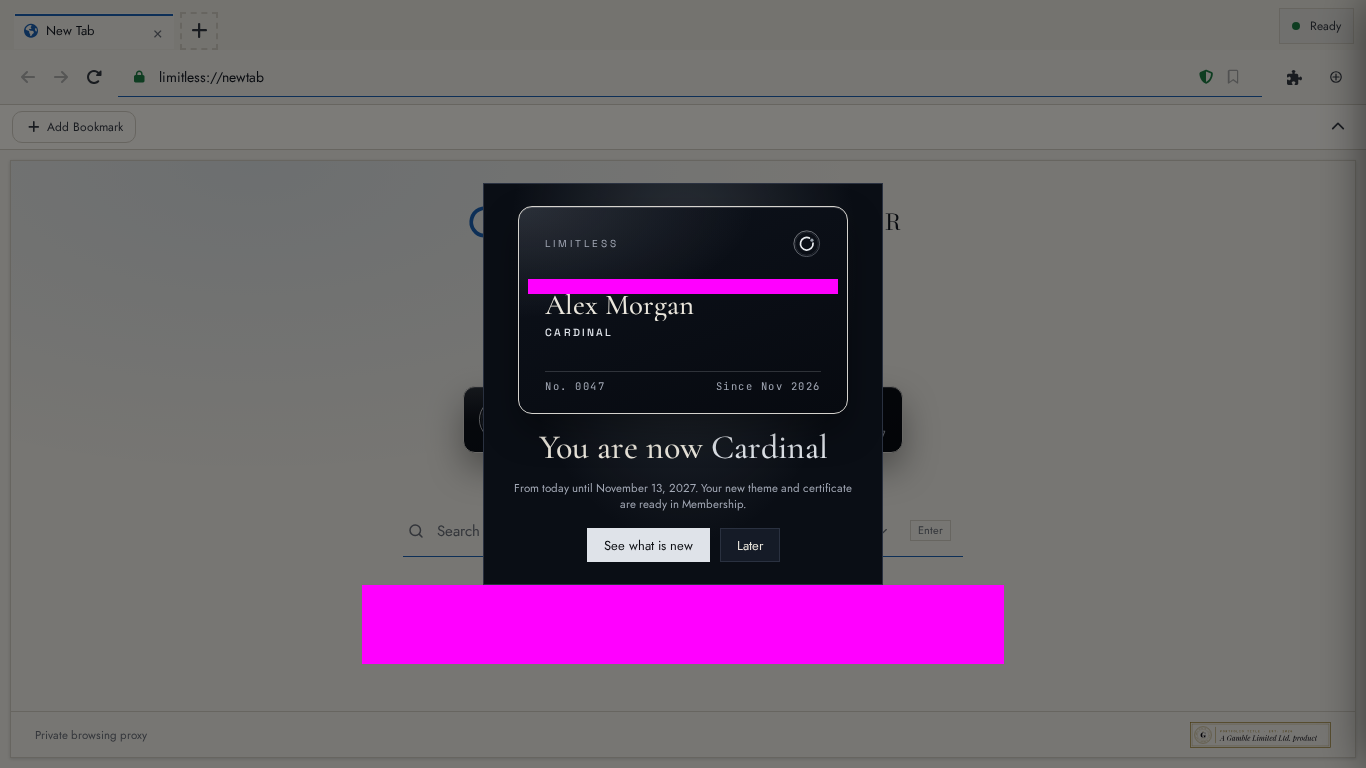 New Tab
Ready
limitless://newtab
Add Bookmark
R
LIMITLESS
Alex Morgan
CARDINAL
No. 0047 Since Nov 2026
You are now Cardinal
From today until November 13, 2027. Your new theme and certificate
are ready in Membership.
Search
Enter
See what is new
Later
Private browsing proxy
A Gamble Limited Ltd. product